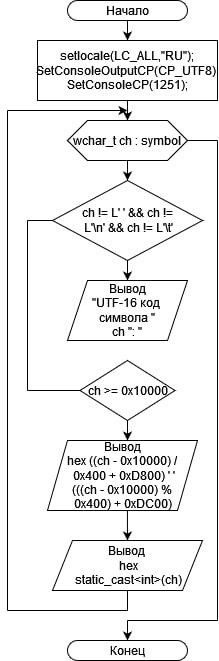 Начало
setlocale(LC_ALL,"RU");
SetConsoleOutputCP(CP_UTF8)
SetConsoleCP(1251);
wchar_t ch : symbol
ch != L' ' && ch !=
L'\n' && ch != L'\t'
Вывод
"UTF-16 код
символа "
ch ": "
ch >= 0x10000
Вывод
hex ((ch - 0x10000) /
0x400 + 0xD800) ' '
(((ch - 0x10000) %
0x400) + 0xDC00)
Вывод
hex
static_cast<int>(ch)
Конец